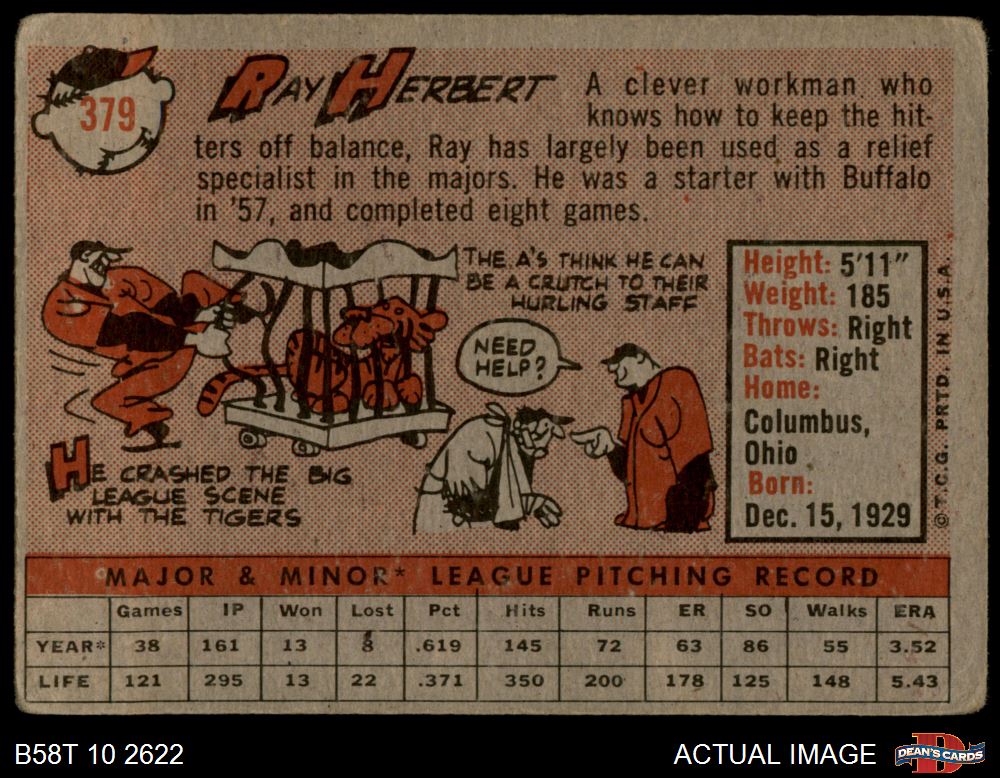 379
RAY HERBERT
A clever workman who
knows how to keep the hit-
ters off balance, Ray has largely been used as a relief
specialist in the majors. He was a starter with Buffalo
in '57, and completed eight games.
THE A'S THINK HE CAN
BE A CRUTCH TO THEIR
HURLING STAFF
NEED
HELP?
HE CRASHED THE BIG
LEAGUE SCENE
WITH THE TIGERS
Height: 5'11"
Weight: 185
Throws: Right
Bats: Right
Home:
Columbus,
Ohio
Born:
Dec. 15, 1929
© T.C.G. PRTD. IN U.S.A.
MAJOR & MINOR* LEAGUE PITCHING RECORD
Games IP Won Lost Pct Hits Runs ER SO Walks ERA
YEAR* 38 161 13 8 .619 145 72 63 86 55 3.52
LIFE 121 295 13 22 .371 350 200 178 125 148 5.43
B58T 10 2622
ACTUAL IMAGE
DEAN'S CARDS